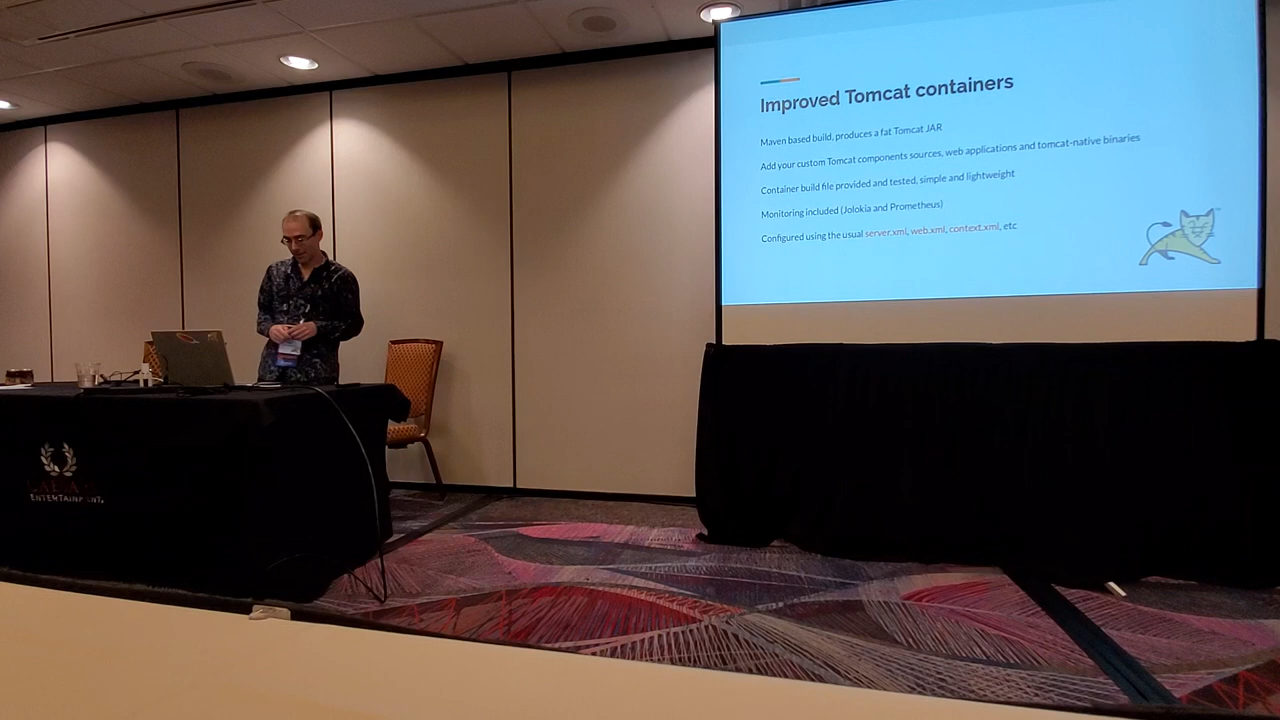 Improved Tomcat containers
Maven based build, produces a fat Tomcat JAR
Add your custom Tomcat components sources, web applications and tomcat-native binaries
Container build file provided and tested, simple and lightweight
Monitoring included (Jolokia and Prometheus)
Configured using the usual server.xml, web.xml, context.xml, etc
ENTERTAINMENT